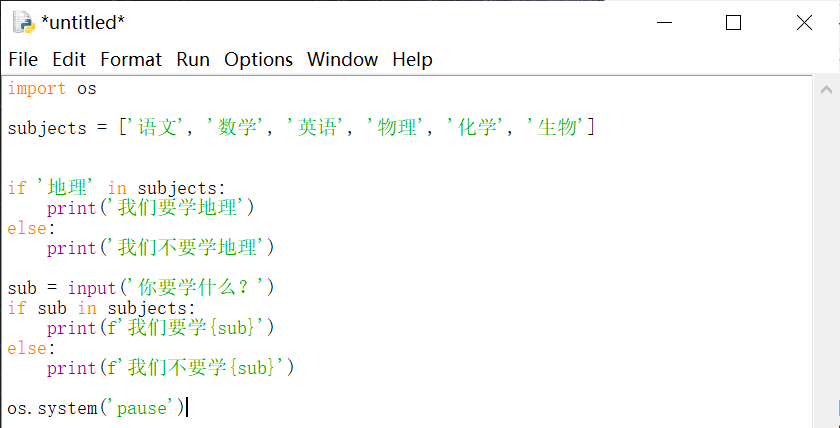 *untitled*
File Edit Format Run Options Window Help
import os
subjects = ['语文', '数学', '英语', '物理', '化学', '生物']
if '地理' in subjects:
    print('我们要学地理')
else:
    print('我们不要学地理')
sub = input('你要学什么？')
if sub in subjects:
    print(f'我们要学{sub}')
else:
    print(f'我们不要学{sub}')
os.system('pause')